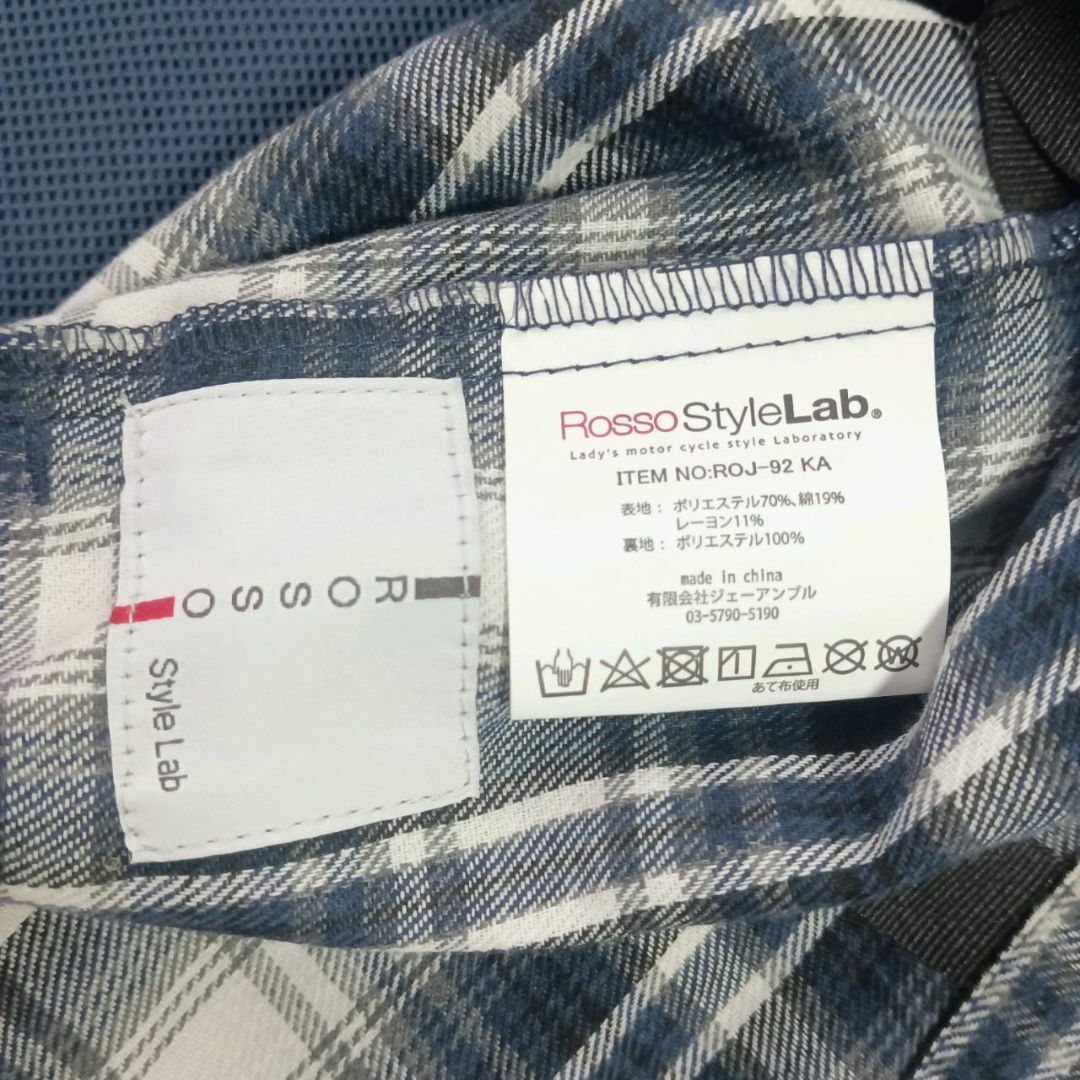 ROSSO
Style Lab
RossoStyleLab®
Lady's motor cycle style Laboratory
ITEM NO:ROJ-92 KA
表地： ポリエステル70%、綿19%
レーヨン11%
裏地： ポリエステル100%
made in china
有限会社ジェーアンブル
03-5790-5190
W
あて布使用